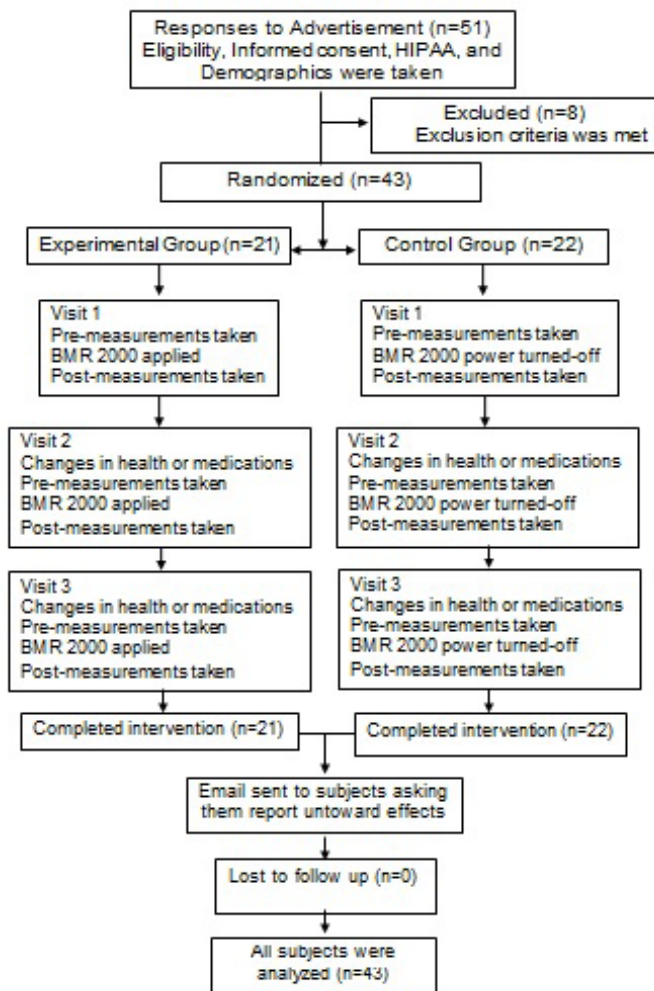 Responses to Advertisement (n=51)
Eligibility, Informed consent, HIPAA, and
Demographics were taken
Excluded (n=8)
Exclusion criteria was met
Randomized (n=43)
Experimental Group (n=21)
Control Group (n=22)
Visit 1
Pre-measurements taken
BMR 2000 applied
Post-measurements taken
Visit 1
Pre-measurements taken
BMR 2000 power turned-off
Post-measurements taken
Visit 2
Changes in health or medications
Pre-measurements taken
BMR 2000 applied
Post-measurements taken
Visit 2
Changes in health or medications
Pre-measurements taken
BMR 2000 power turned-off
Post-measurements taken
Visit 3
Changes in health or medications
Pre-measurements taken
BMR 2000 applied
Post-measurements taken
Visit 3
Changes in health or medications
Pre-measurements taken
BMR 2000 power turned-off
Post-measurements taken
Completed intervention (n=21)
Completed intervention (n=22)
Email sent to subjects asking
them report untoward effects
Lost to follow up (n=0)
All subjects were
analyzed (n=43)